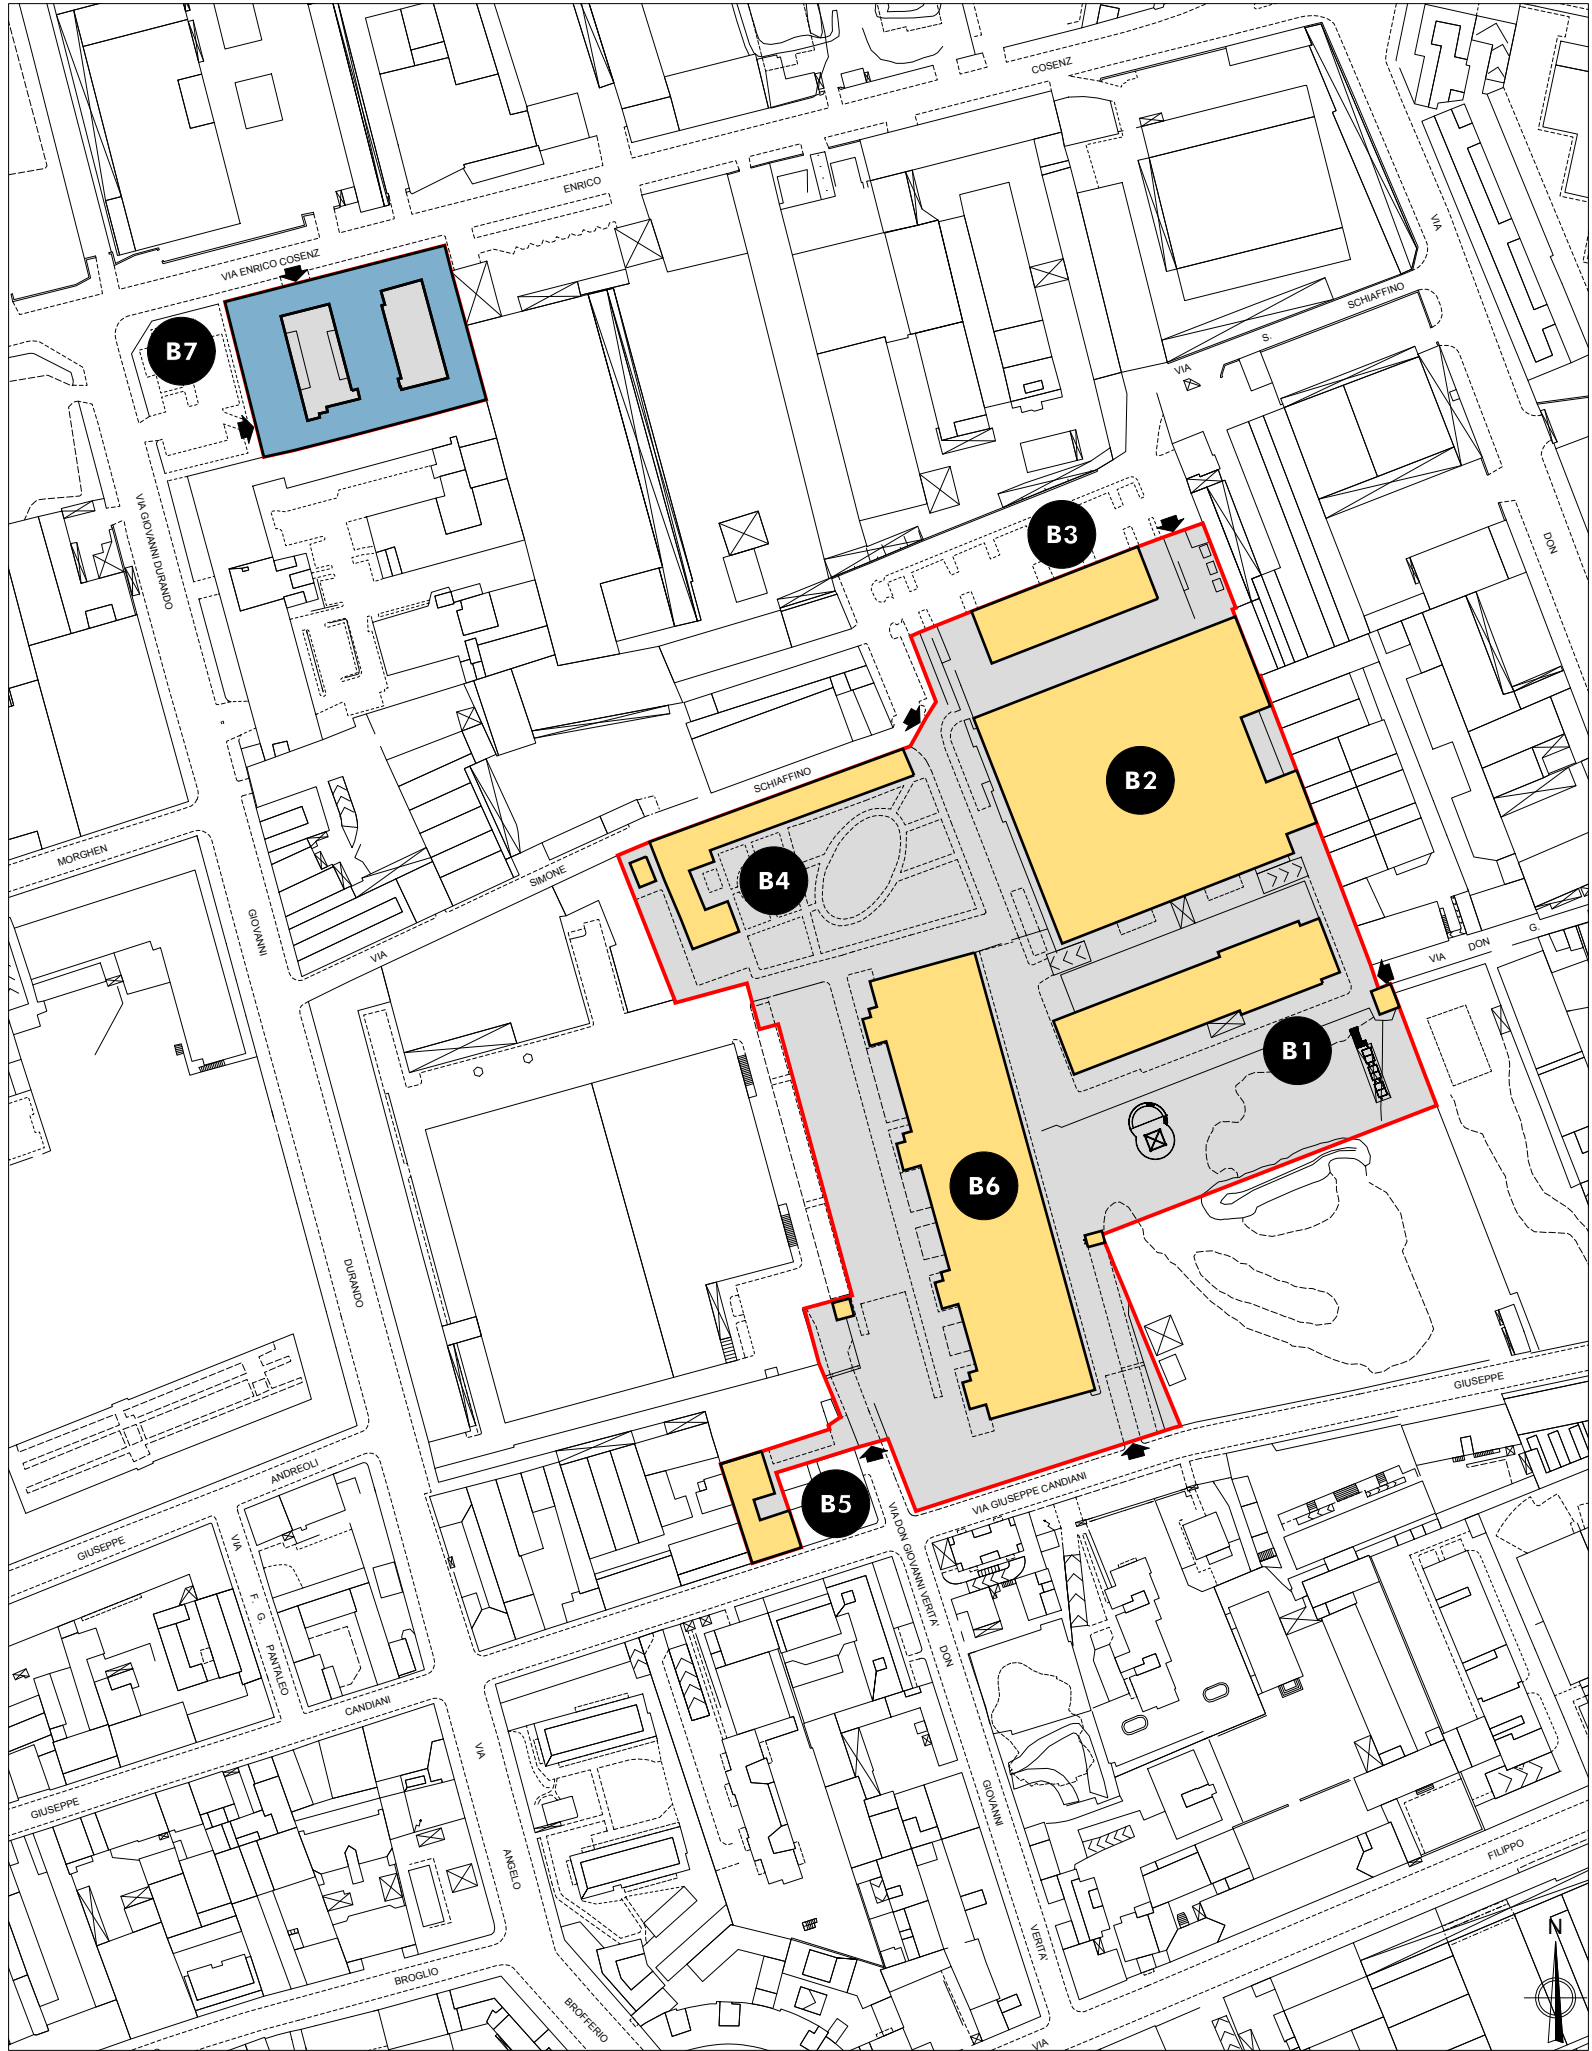 COSENZ
ENRICO
VIA
VIA ENRICO COSENZ
SCHIAFFINO
S.
VIA
B7
B3
VIA GIOVANNI DURANDO
DON
B2
SCHIAFFINO
MORGHEN
SIMONE
B4
GIOVANNI
VIA
G.
DON
VIA
B1
B6
DURANDO
GIUSEPPE
ANDREOLI
GIUSEPPE
VIA GIUSEPPE CANDIANI
B5
VIA DON GIOVANNI VERITA'
VIA
F. G.
PANTALEO
DON
CANDIANI
VIA
GIUSEPPE
GIOVANNI
ANGELO
FILIPPO
VERITA'
N
BROGLIO
BROFFERIO
VIA